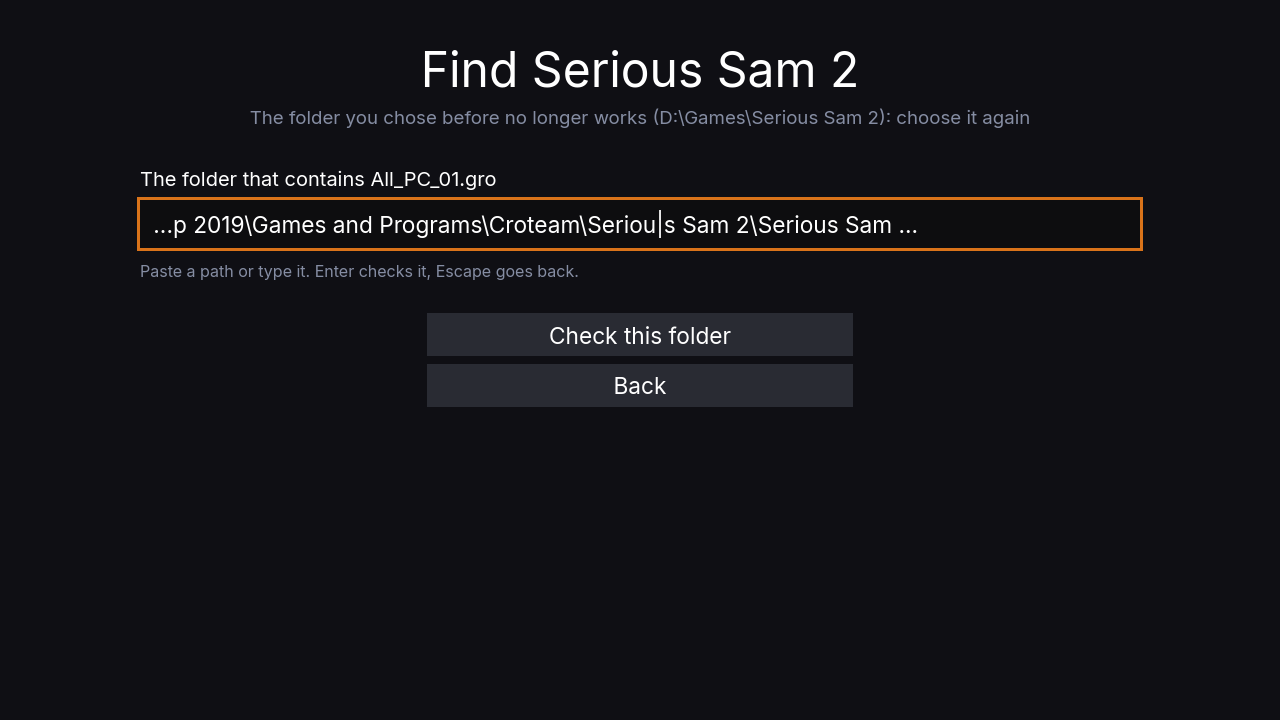 Find Serious Sam 2
The folder you chose before no longer works (D:\Games\Serious Sam 2): choose it again
The folder that contains All_PC_01.gro
...p 2019\Games and Programs\Croteam\Seriou|s Sam 2\Serious Sam ...
Paste a path or type it. Enter checks it, Escape goes back.
Check this folder
Back